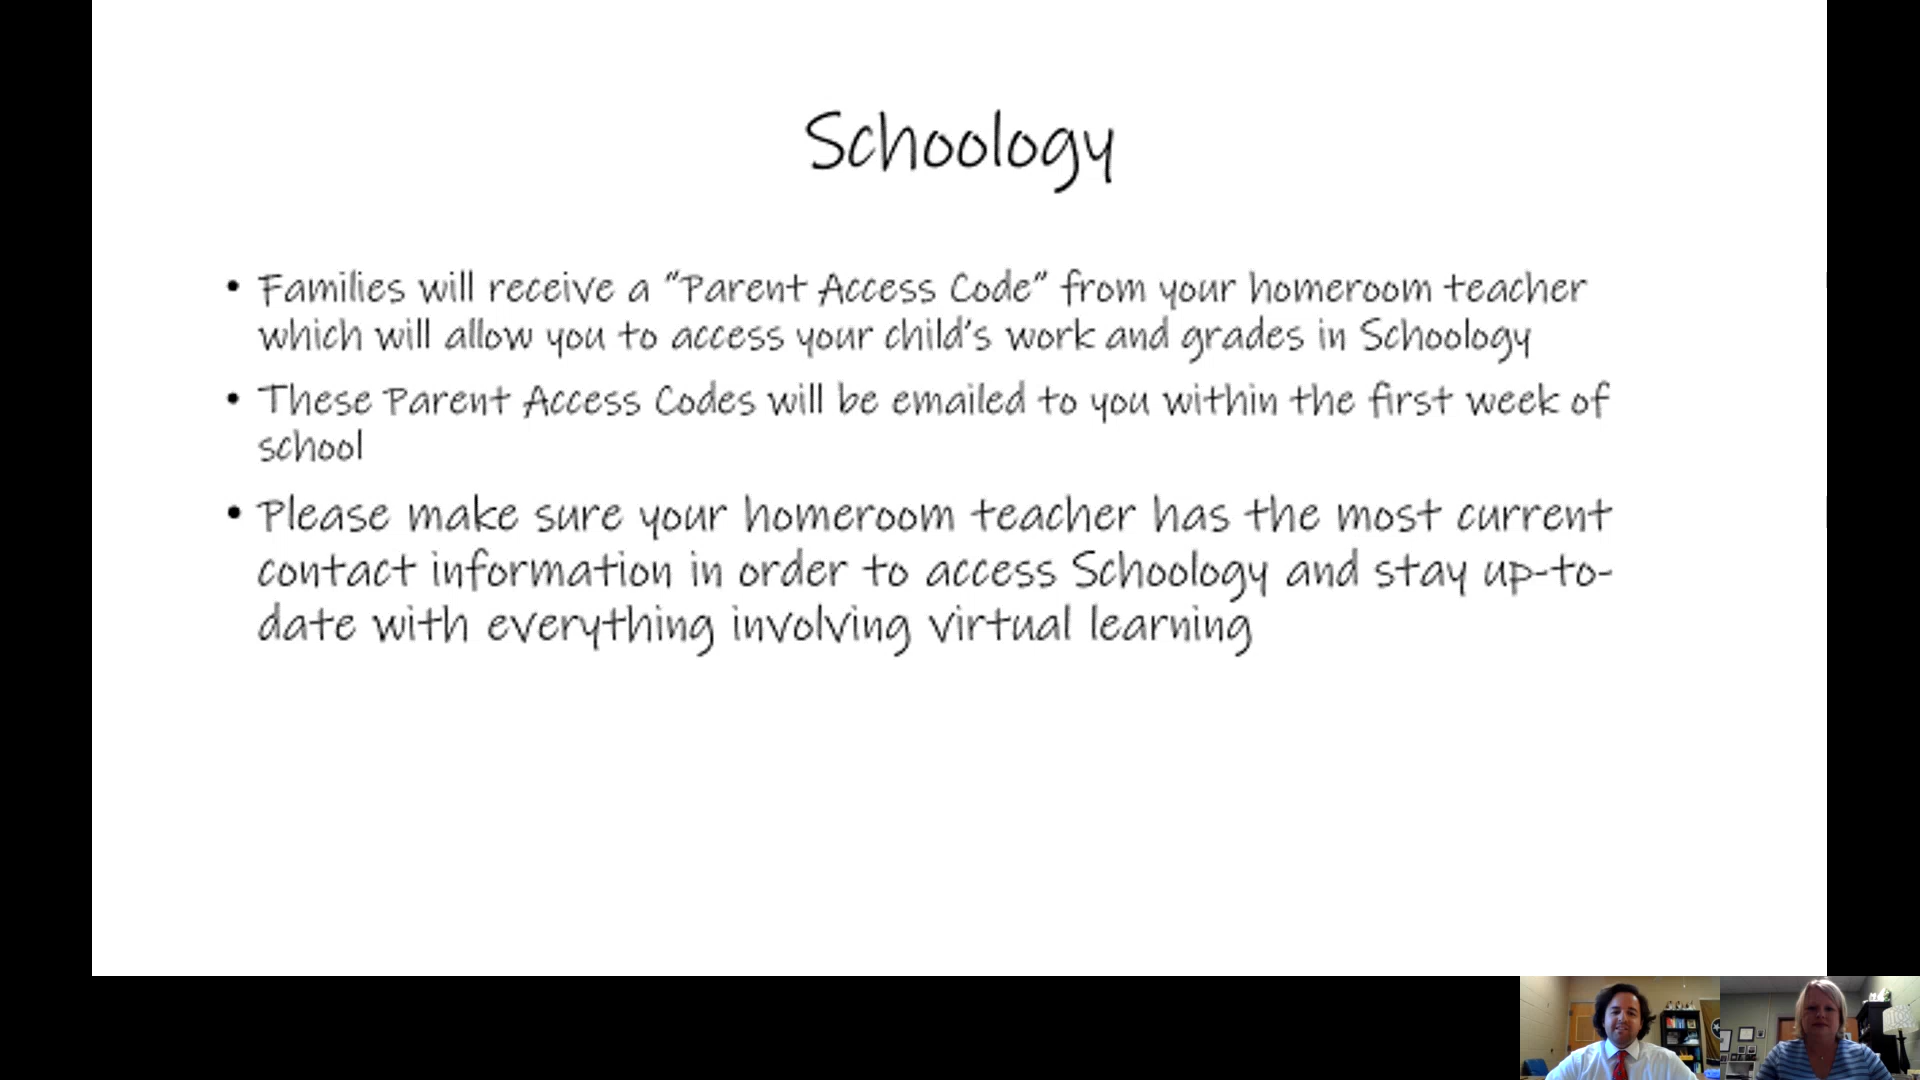 Schoology
• Families will receive a “Parent Access Code” from your homeroom teacher
which will allow you to access your child’s work and grades in Schoology
• These Parent Access Codes will be emailed to you within the first week of
school
• Please make sure your homeroom teacher has the most current
contact information in order to access Schoology and stay up-to-
date with everything involving virtual learning